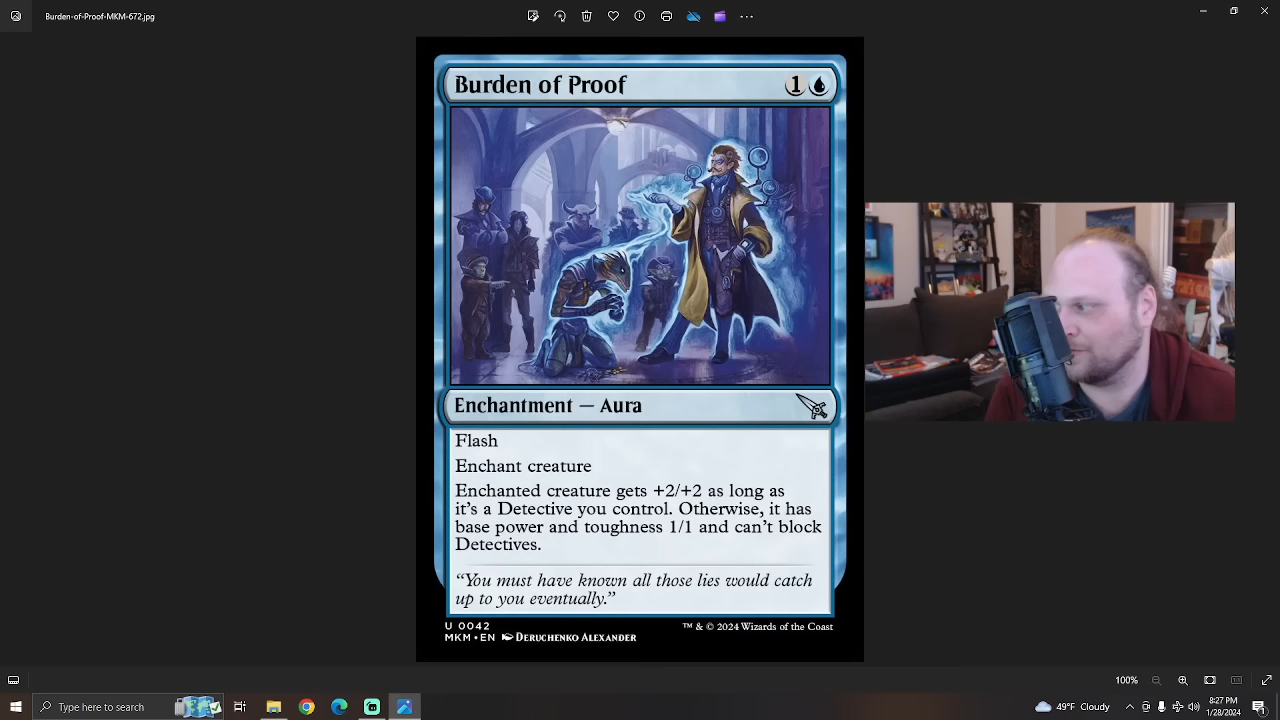 Burden-of-Proof-MKM-672.jpg
Burden of Proof
1
Enchantment — Aura
Flash
Enchant creature
Enchanted creature gets +2/+2 as long as
it's a Detective you control. Otherwise, it has
base power and toughness 1/1 and can't block
Detectives.
“You must have known all those lies would catch
up to you eventually.”
U 0042
MKM • EN DERUCHENKO ALEXANDER
™ & © 2024 Wizards of the Coast
100%
Type here to search
49°F Cloudy
8:27 PM
1/28/2024